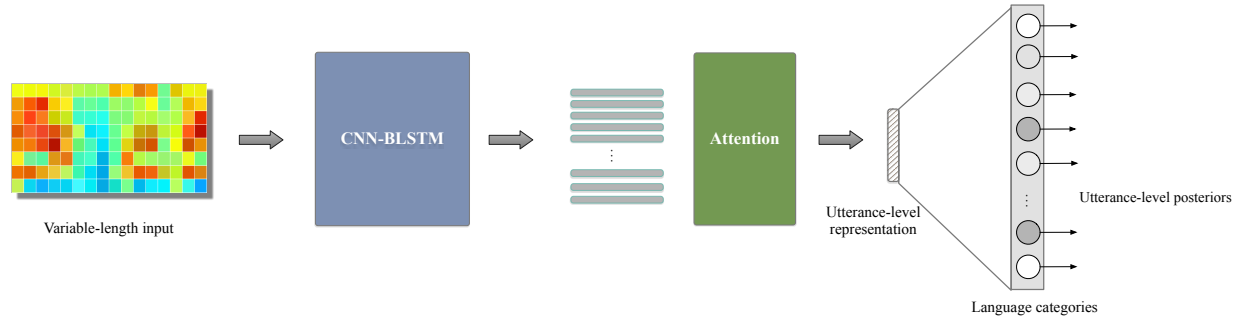 Variable-length input
CNN-BLSTM
⋮
Attention
Utterance-level
representation
⋮
Language categories
Utterance-level posteriors